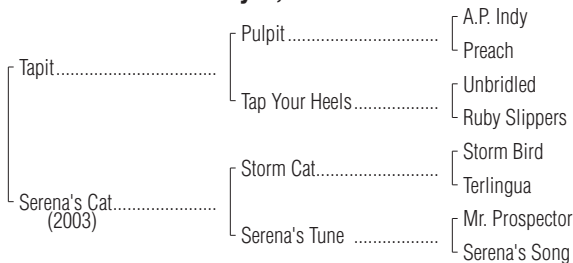 A.P. Indy
Pulpit
Preach
Tapit
Unbridled
Tap Your Heels
Ruby Slippers
Storm Bird
Storm Cat
Terlingua
Serena's Cat
(2003)
Mr. Prospector
Serena's Tune
Serena's Song